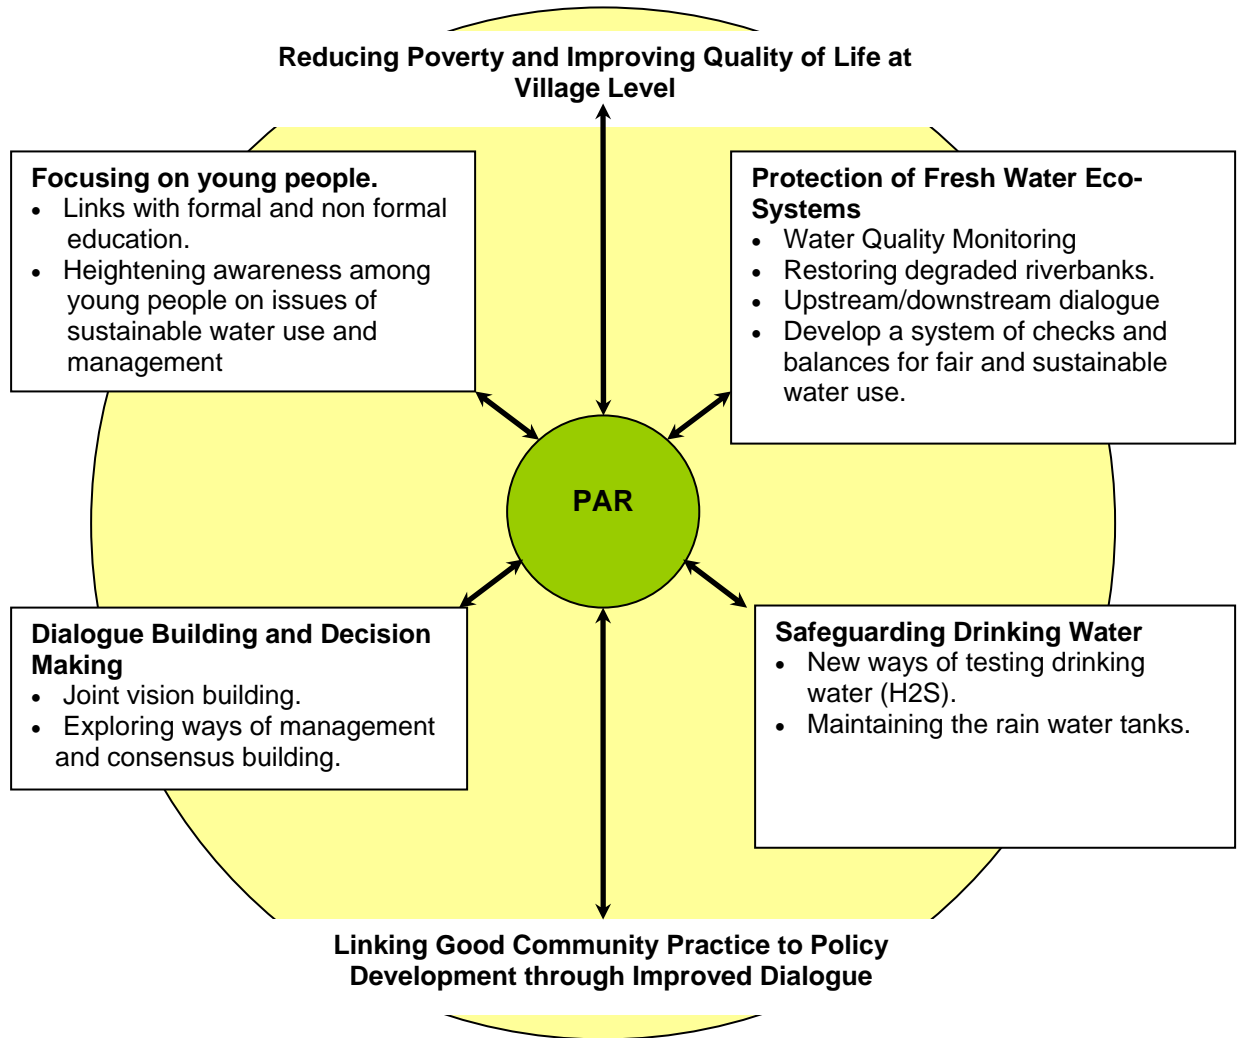 Reducing Poverty and Improving Quality of Life at
Village Level
Focusing on young people.
• Links with formal and non formal
education.
• Heightening awareness among
young people on issues of
sustainable water use and
management
Protection of Fresh Water Eco-
Systems
• Water Quality Monitoring
• Restoring degraded riverbanks.
• Upstream/downstream dialogue
• Develop a system of checks and
balances for fair and sustainable
water use.
PAR
Dialogue Building and Decision
Making
• Joint vision building.
• Exploring ways of management
and consensus building.
Safeguarding Drinking Water
• New ways of testing drinking
water (H2S).
• Maintaining the rain water tanks.
Linking Good Community Practice to Policy
Development through Improved Dialogue